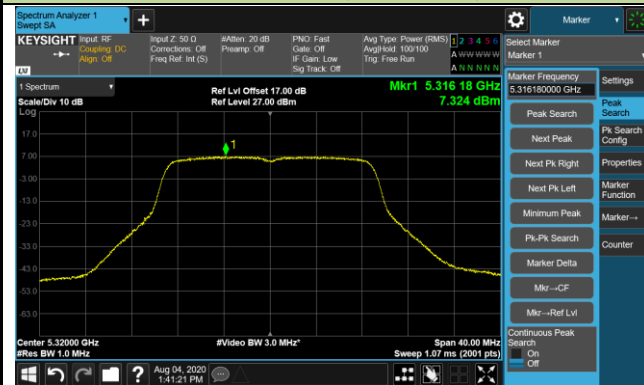 Spectrum Analyzer 1
Swept SA
KEYSIGHT
Input: RF
Coupling: DC
Align: Off
Input Z: 50 Ω
Corrections: Off
Freq Ref: Int (S)
#Atten: 20 dB
Preamp: Off
PNO: Fast
Gate: Off
IF Gain: Low
Sig Track: Off
Avg Type: Power (RMS)
Avg|Hold: 100/100
Trig: Free Run
1 2 3 4 5 6
A W W W W W
A N N N N N
LXI
1 Spectrum
Scale/Div 10 dB
Ref Lvl Offset 17.00 dB
Ref Level 27.00 dBm
Mkr1 5.316 18 GHz
7.324 dBm
Log
17.0
7.00
-3.00
-13.0
-23.0
-33.0
-43.0
-53.0
-63.0
1
Center 5.32000 GHz
#Res BW 1.0 MHz
#Video BW 3.0 MHz*
Span 40.00 MHz
Sweep 1.07 ms (2001 pts)
Aug 04, 2020
1:41:21 PM
Marker
Select Marker
Marker 1
Marker Frequency
5.316180000 GHz
Peak Search
Next Peak
Next Pk Right
Next Pk Left
Minimum Peak
Pk-Pk Search
Marker Delta
Mkr→CF
Mkr→Ref Lvl
Continuous Peak
Search
On
Off
Settings
Peak
Search
Pk Search
Config
Properties
Marker
Function
Marker→
Counter